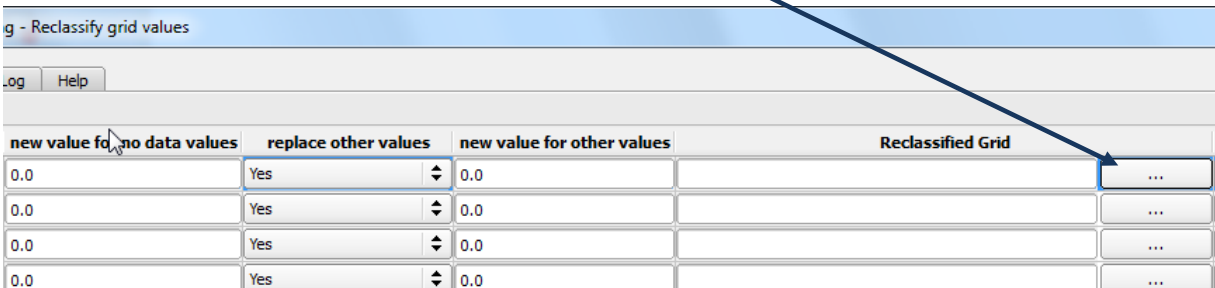 g - Reclassify grid values
Log Help
new value for no data values replace other values new value for other values Reclassified Grid
0.0 Yes 0.0 ...
0.0 Yes 0.0 ...
0.0 Yes 0.0 ...
0.0 Yes 0.0 ...